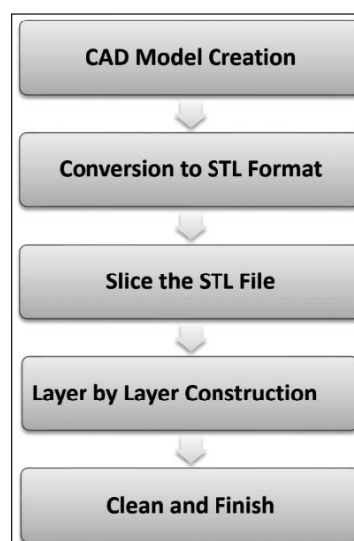 CAD Model Creation
Conversion to STL Format
Slice the STL File
Layer by Layer Construction
Clean and Finish